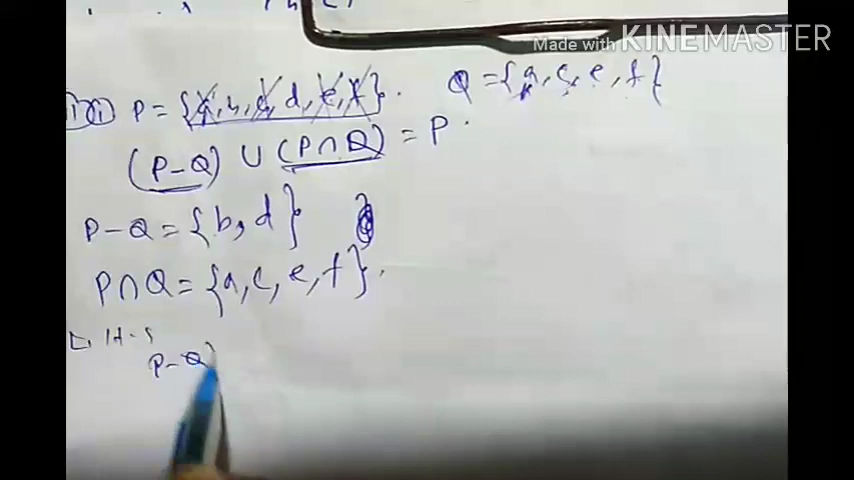 Made with KINEMASTER
P = {a, b, c, d, e, f}. Q = {a, c, e, f}
(P-Q) ∪ (P∩Q) = P.
P-Q = {b, d}
P∩Q = {a, c, e, f}.
L.H-S
P-Q)